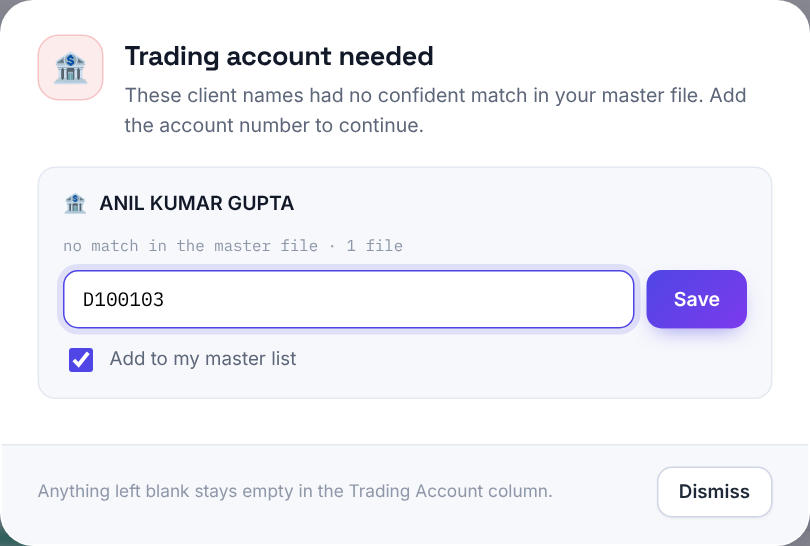 Trading account needed
These client names had no confident match in your master file. Add
the account number to continue.
ANIL KUMAR GUPTA
no match in the master file · 1 file
D100103
Save
Add to my master list
Anything left blank stays empty in the Trading Account column.
Dismiss